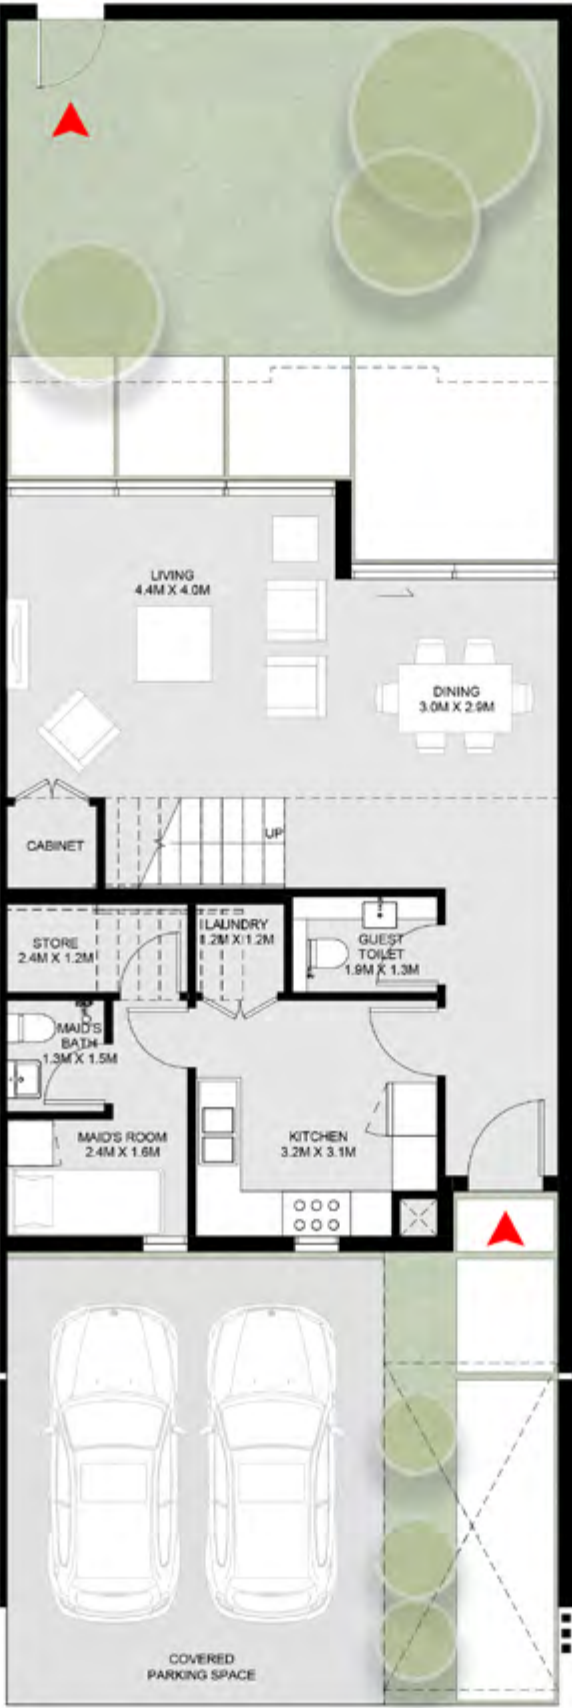 LIVING
4.4M X 4.0M
DINING
3.0M X 2.9M
CABINET
UP
STORE
2.4M X 1.2M
LAUNDRY
1.2M X 1.2M
GUEST
TOILET
1.9M X 1.3M
MAID'S
BATH
1.3M X 1.5M
MAID'S ROOM
2.4M X 1.6M
KITCHEN
3.2M X 3.1M
COVERED
PARKING SPACE